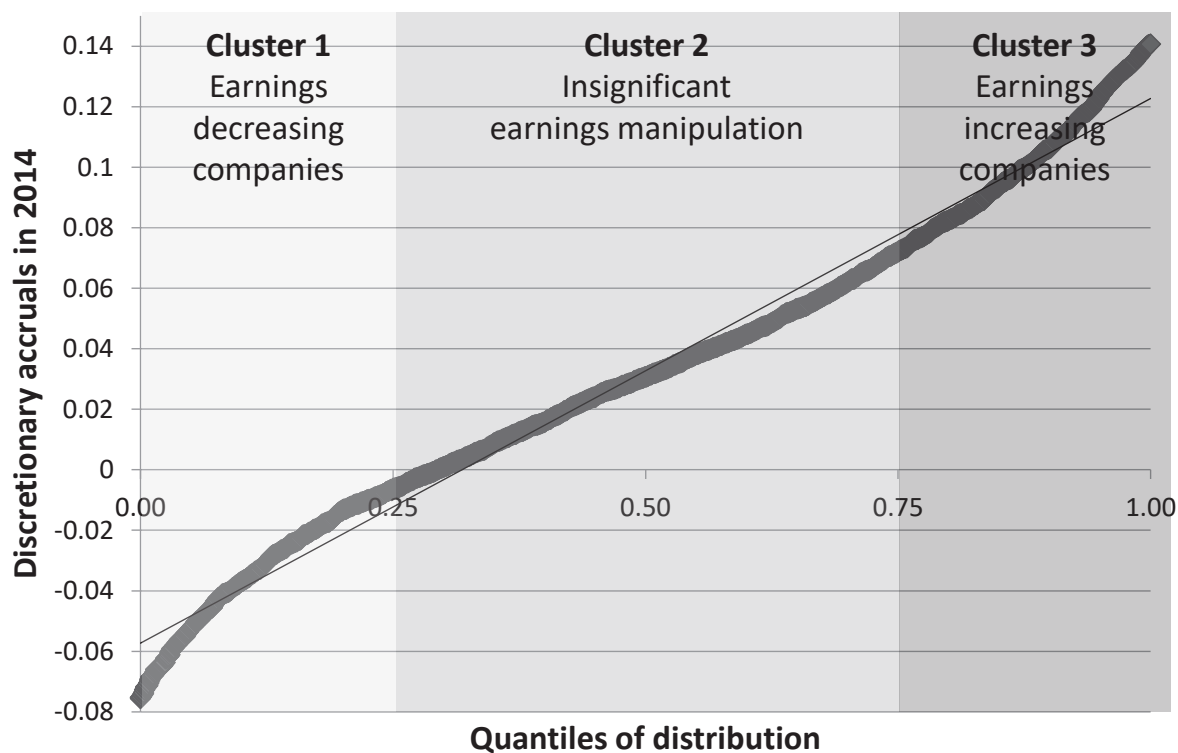 Cluster 1
Earnings
decreasing
companies
Cluster 2
Insignificant
earnings manipulation
Cluster 3
Earnings
increasing
companies
Discretionary accruals in 2014
0.14
0.12
0.1
0.08
0.06
0.04
0.02
0
-0.02
-0.04
-0.06
-0.08
0.00
0.25
0.50
0.75
1.00
Quantiles of distribution